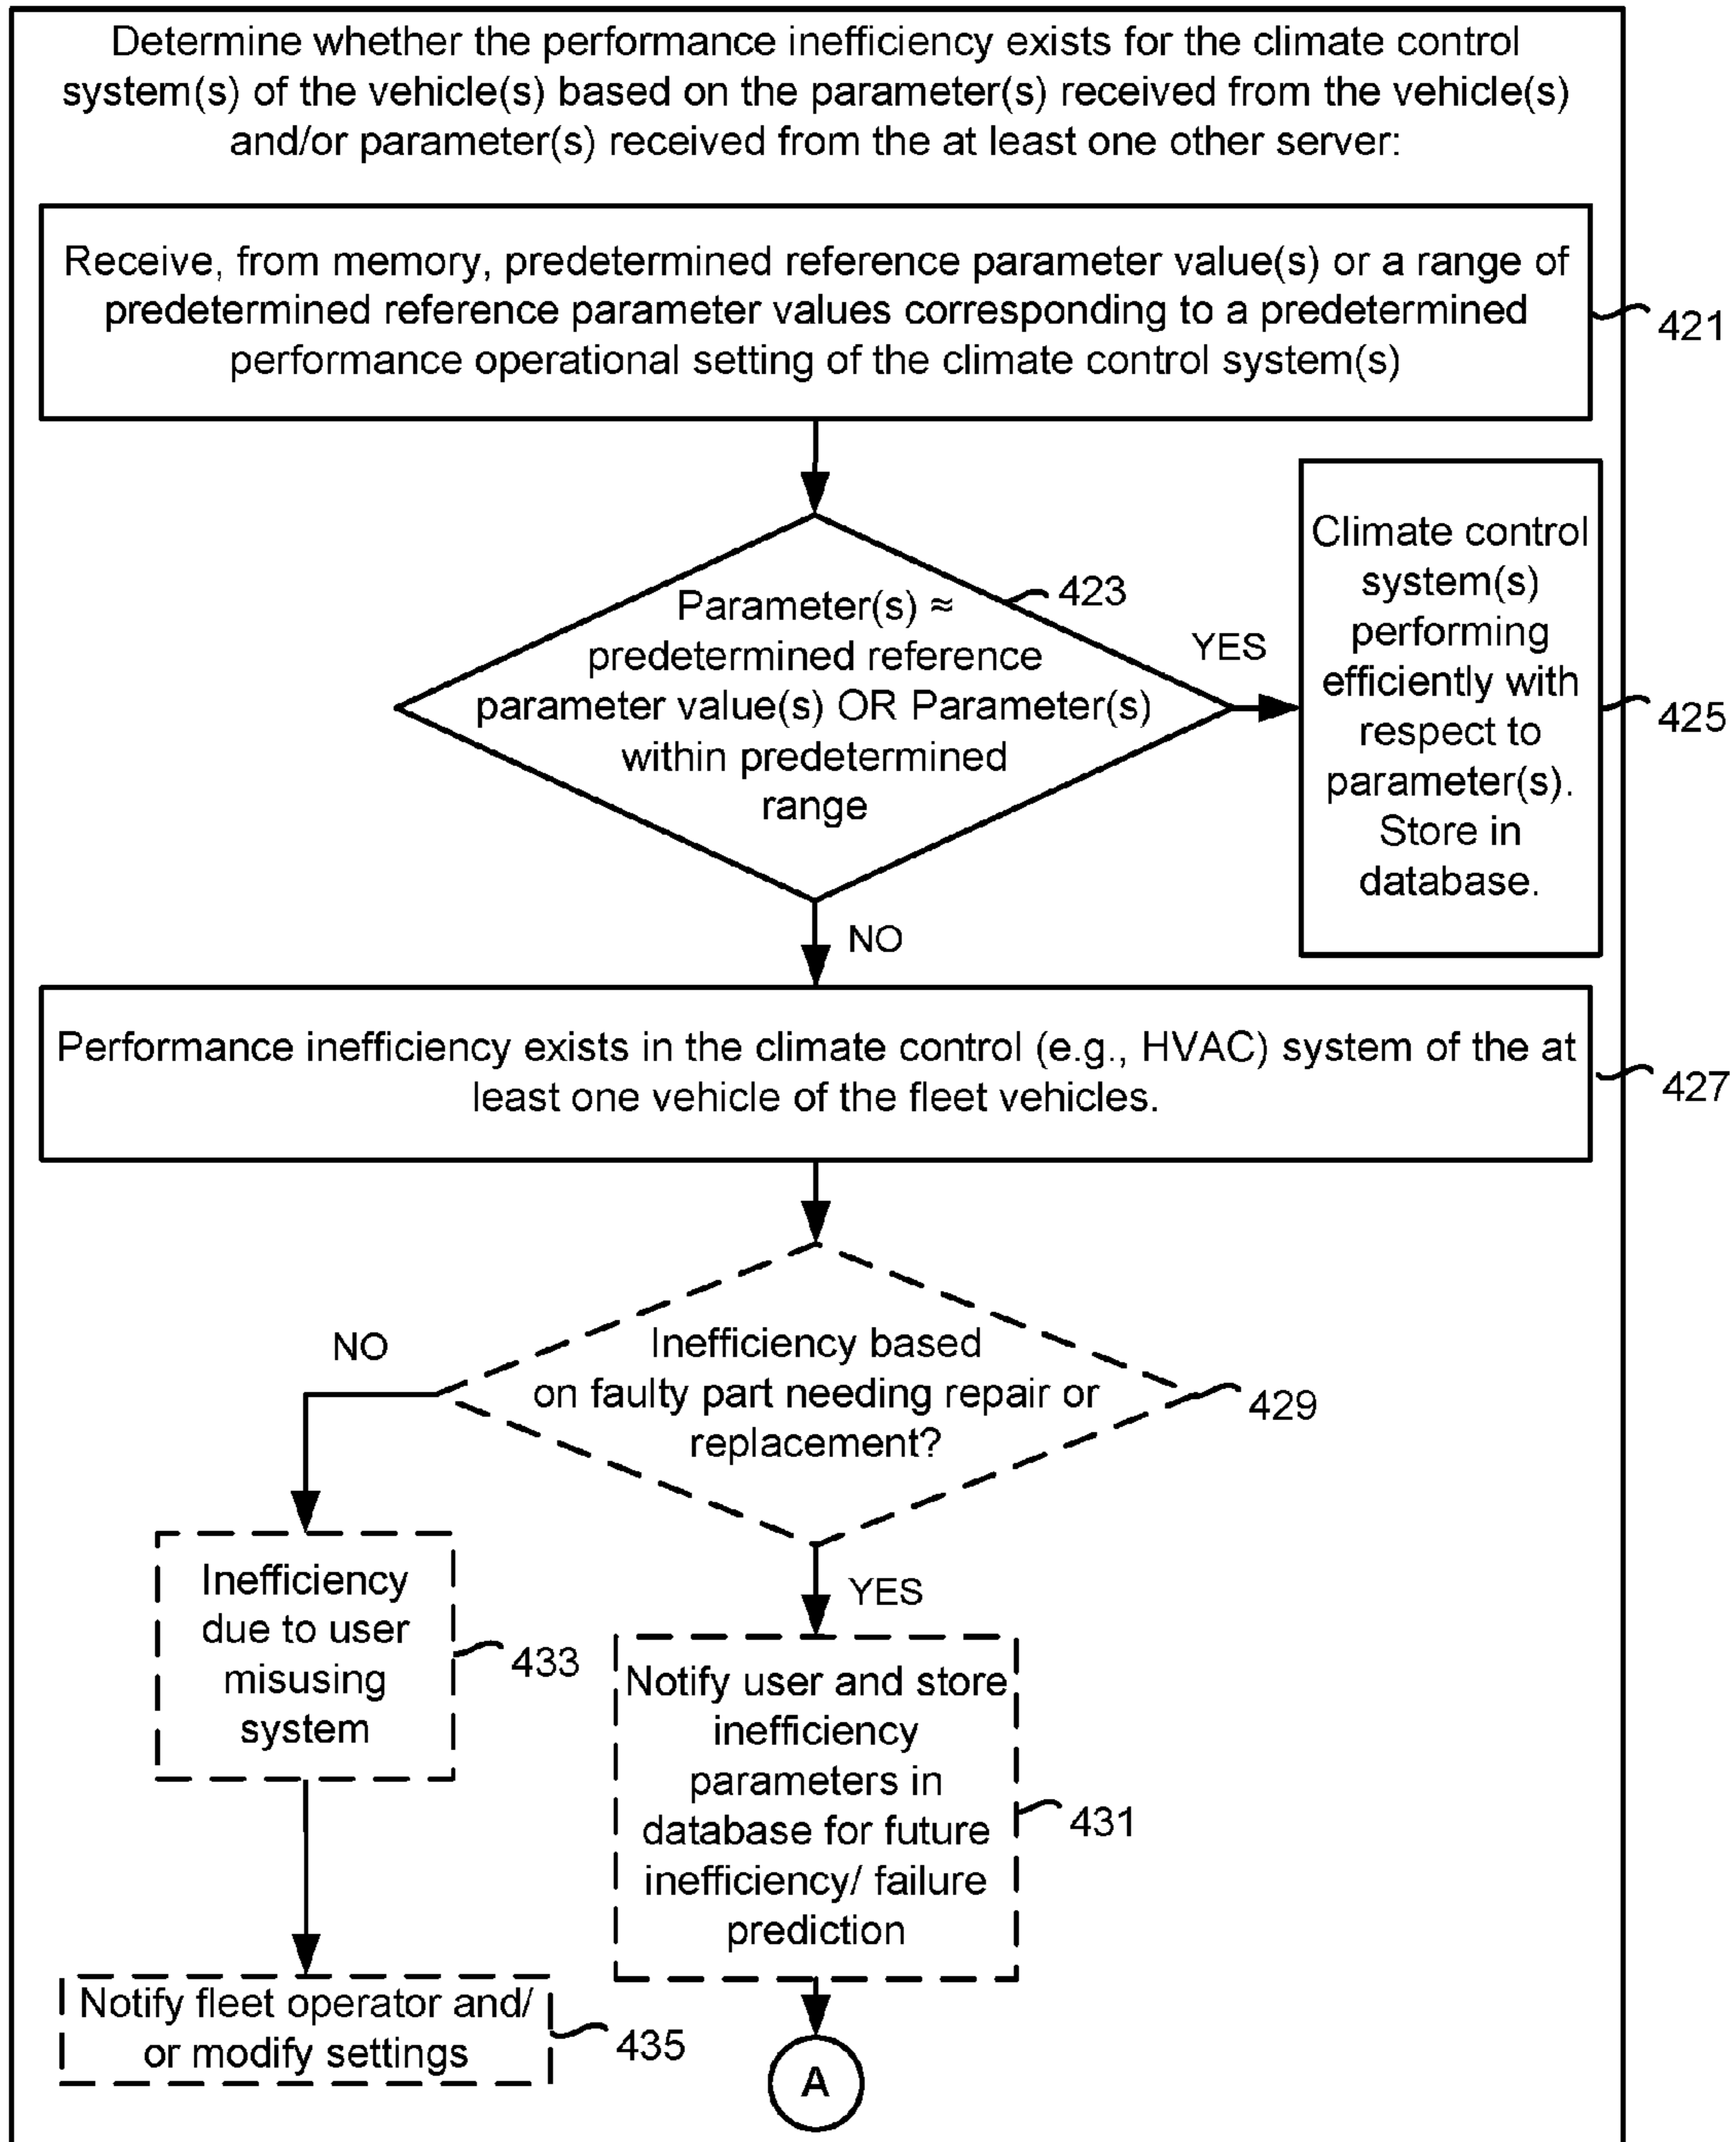 Determine whether the performance inefficiency exists for the climate control
system(s) of the vehicle(s) based on the parameter(s) received from the vehicle(s)
and/or parameter(s) received from the at least one other server:
Receive, from memory, predetermined reference parameter value(s) or a range of
predetermined reference parameter values corresponding to a predetermined
performance operational setting of the climate control system(s)
421
Parameter(s) ≈
predetermined reference
parameter value(s) OR Parameter(s)
within predetermined
range
423
YES
Climate control
system(s)
performing
efficiently with
respect to
parameter(s).
Store in
database.
425
NO
Performance inefficiency exists in the climate control (e.g., HVAC) system of the at
least one vehicle of the fleet vehicles.
427
Inefficiency based
on faulty part needing repair or
replacement?
429
NO
Inefficiency
due to user
misusing
system
433
YES
Notify user and store
inefficiency
parameters in
database for future
inefficiency/ failure
prediction
431
Notify fleet operator and/
or modify settings
435
A